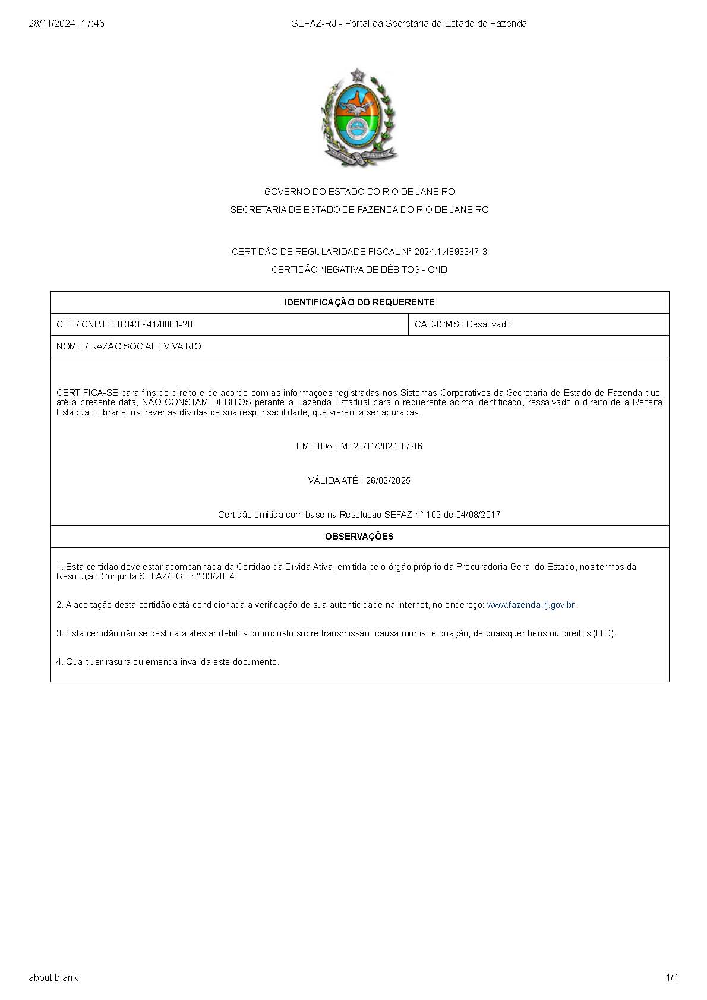 28/11/2024, 17:46 SEFAZ-RJ - Portal da Secretaria de Estado de Fazenda
GOVERNO DO ESTADO DO RIO DE JANEIRO
SECRETARIA DE ESTADO DE FAZENDA DO RIO DE JANEIRO
CERTIDÃO DE REGULARIDADE FISCAL N° 2024.1.4893347-3
CERTIDÃO NEGATIVA DE DÉBITOS - CND
IDENTIFICAÇÃO DO REQUERENTE
CPF / CNPJ : 00.343.941/0001-28 CAD-ICMS : Desativado
NOME / RAZÃO SOCIAL : VIVA RIO
CERTIFICA-SE para fins de direito e de acordo com as informações registradas nos Sistemas Corporativos da Secretaria de Estado de Fazenda que,
até a presente data, NÃO CONSTAM DÉBITOS perante a Fazenda Estadual para o requerente acima identificado, ressalvado o direito de a Receita
Estadual cobrar e inscrever as dívidas de sua responsabilidade, que vierem a ser apuradas.
EMITIDA EM: 28/11/2024 17:46
VÁLIDA ATÉ : 26/02/2025
Certidão emitida com base na Resolução SEFAZ n° 109 de 04/08/2017
OBSERVAÇÕES
1. Esta certidão deve estar acompanhada da Certidão da Dívida Ativa, emitida pelo órgão próprio da Procuradoria Geral do Estado, nos termos da
Resolução Conjunta SEFAZ/PGE n° 33/2004.
2. A aceitação desta certidão está condicionada a verificação de sua autenticidade na internet, no endereço: www.fazenda.rj.gov.br.
3. Esta certidão não se destina a atestar débitos do imposto sobre transmissão "causa mortis" e doação, de quaisquer bens ou direitos (ITD).
4. Qualquer rasura ou emenda invalida este documento.
about:blank 1/1